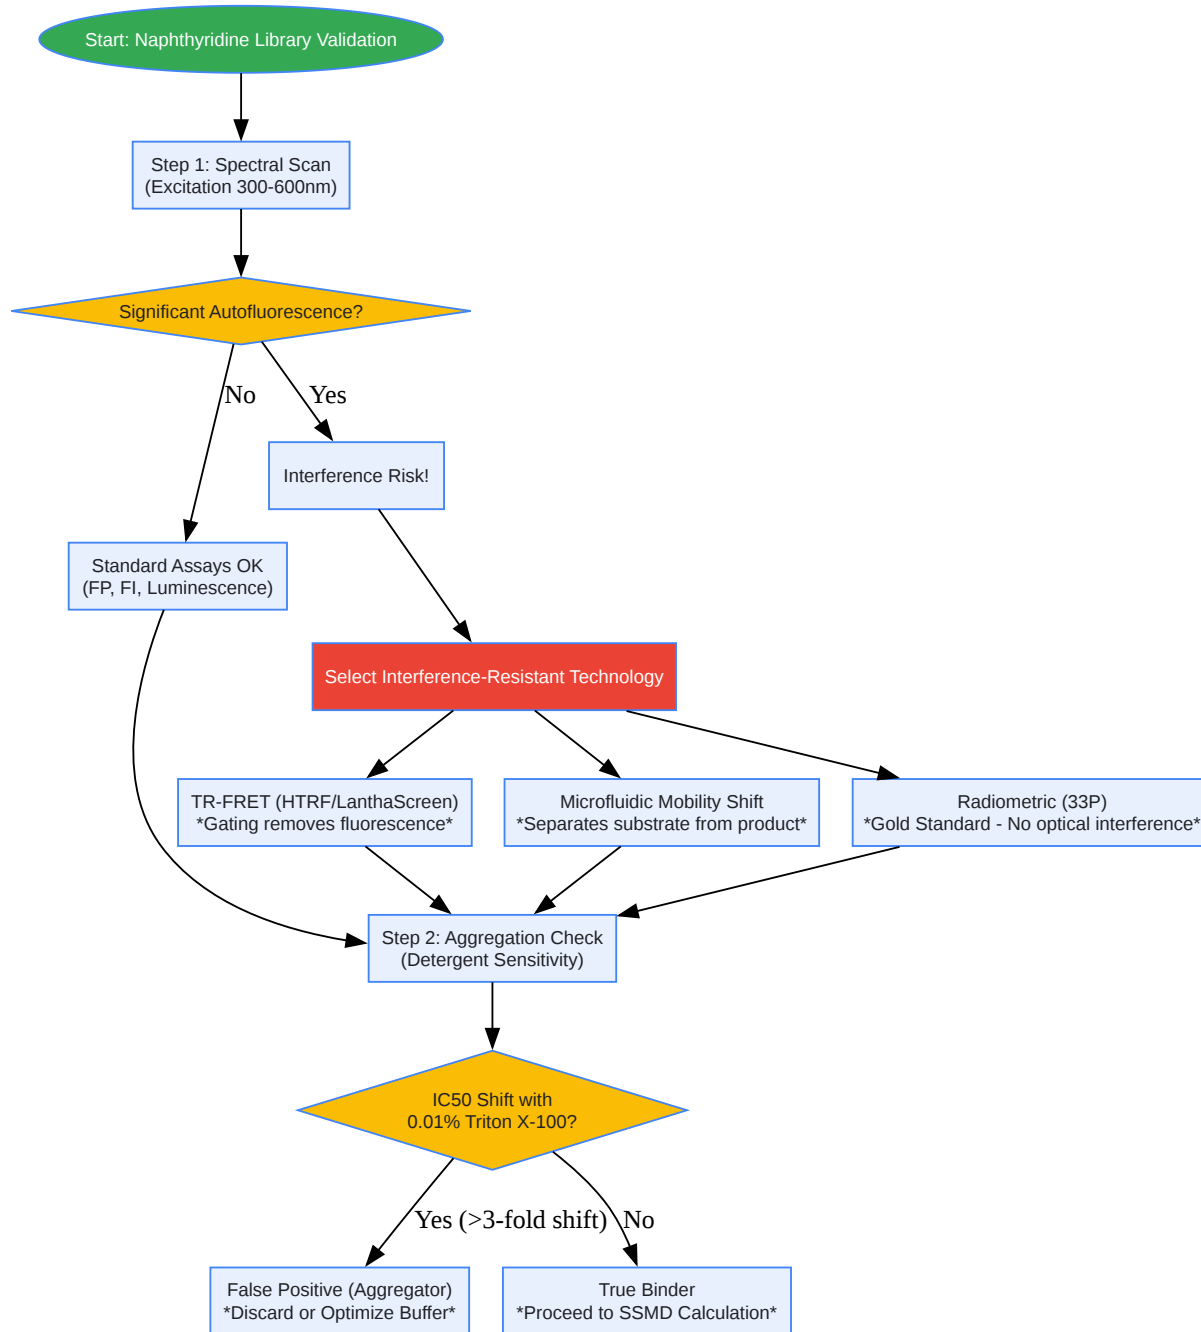 Start: Naphthyridine Library Validation
Step 1: Spectral Scan
(Excitation 300-600nm)
Significant Autofluorescence?
No
Yes
Interference Risk!
Standard Assays OK
(FP, FI, Luminescence)
Select Interference-Resistant Technology
TR-FRET (HTRF/LanthaScreen)
*Gating removes fluorescence*
Microfluidic Mobility Shift
*Separates substrate from product*
Radiometric (33P)
*Gold Standard - No optical interference*
Step 2: Aggregation Check
(Detergent Sensitivity)
IC50 Shift with
0.01% Triton X-100?
Yes (>3-fold shift)
No
False Positive (Aggregator)
*Discard or Optimize Buffer*
True Binder
*Proceed to SSMD Calculation*